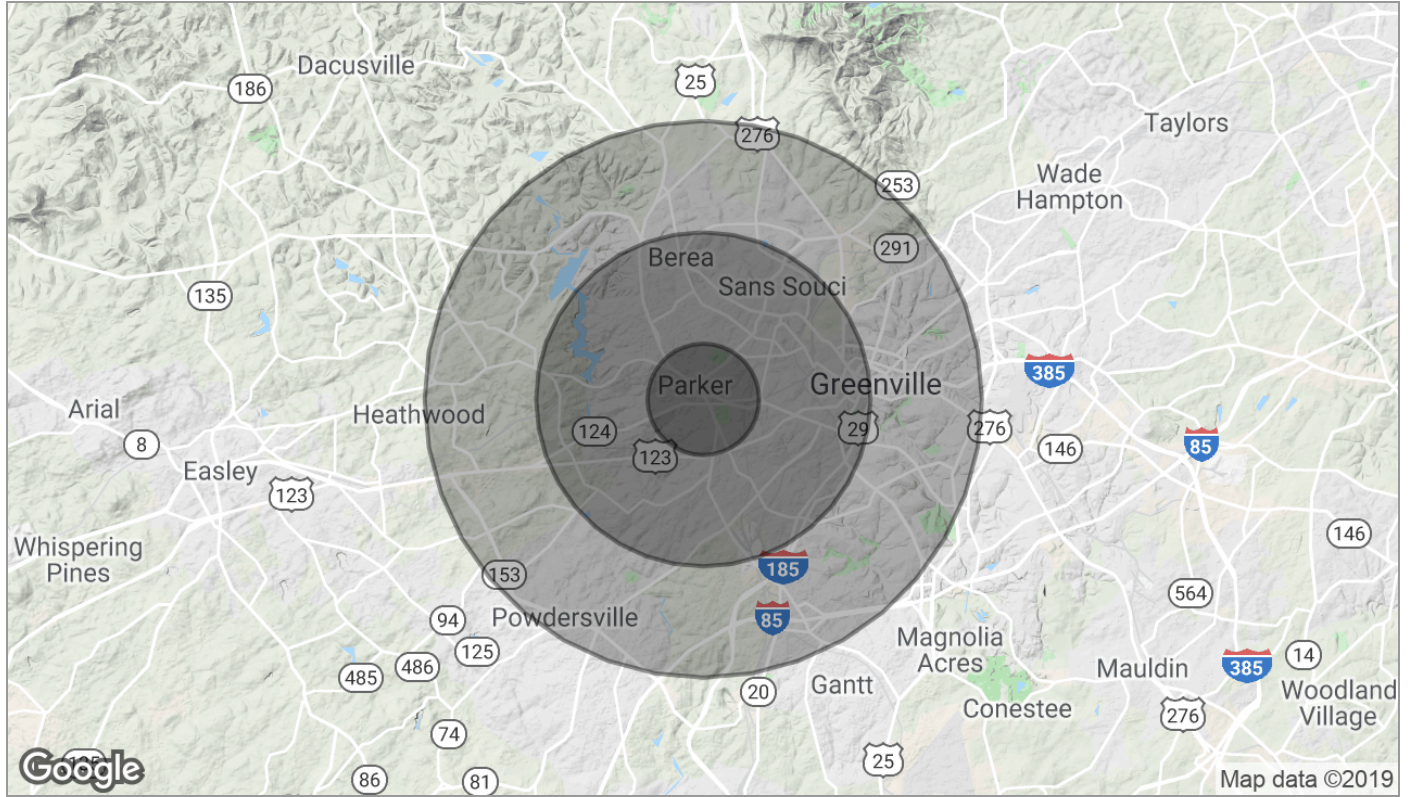 Dacusville
25
186
276
Taylors
253
Wade
Hampton
291
Berea
Sans Souci
135
385
Parker
Greenville
Arial
Heathwood
8
124
29
276
85
146
123
Easley
123
146
Whispering
Pines
185
153
564
94
Powdersville
85
125
Magnolia
Acres
14
486
485
Mauldin
385
20
Gantt
Woodland
Village
Conestee
276
74
25
Google
86
81
Map data ©2019